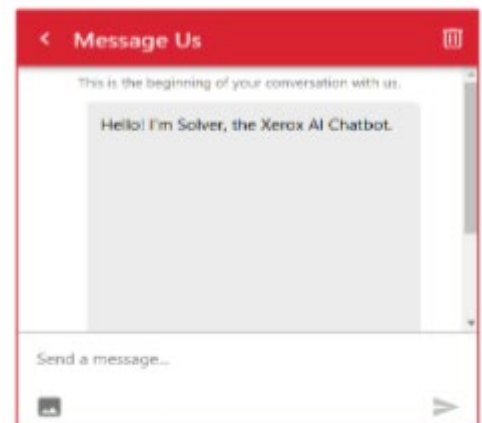 Message Us
This is the beginning of your conversation with us.
Hello! I'm Solver, the Xerox AI Chatbot.
Send a message...